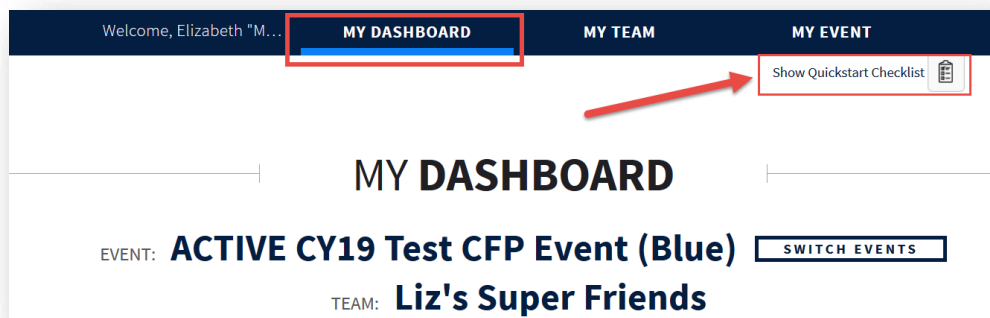 Welcome, Elizabeth "M... MY DASHBOARD MY TEAM MY EVENT
Show Quickstart Checklist
MY DASHBOARD
EVENT: ACTIVE CY19 Test CFP Event (Blue) SWITCH EVENTS
TEAM: Liz's Super Friends